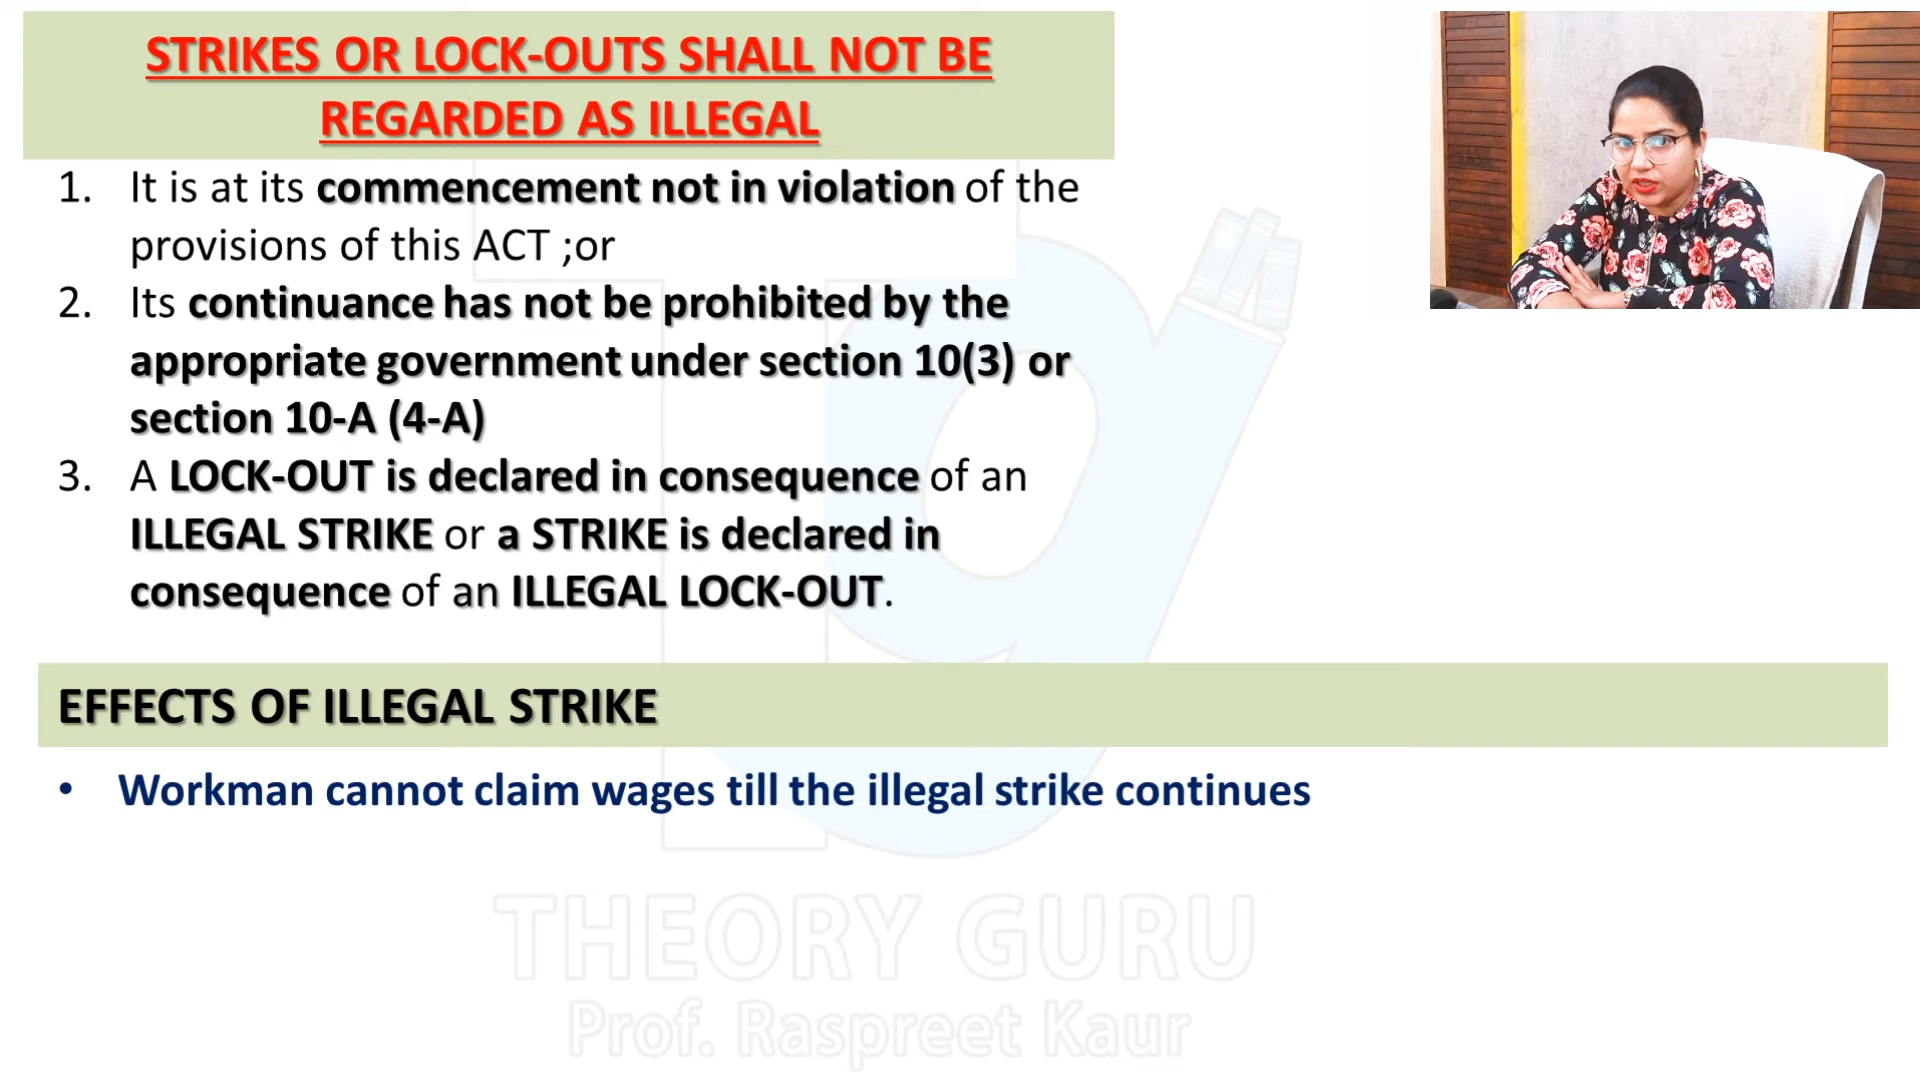 STRIKES OR LOCK-OUTS SHALL NOT BE
REGARDED AS ILLEGAL
1. It is at its commencement not in violation of the
provisions of this ACT ;or
2. Its continuance has not be prohibited by the
appropriate government under section 10(3) or
section 10-A (4-A)
3. A LOCK-OUT is declared in consequence of an
ILLEGAL STRIKE or a STRIKE is declared in
consequence of an ILLEGAL LOCK-OUT.
EFFECTS OF ILLEGAL STRIKE
• Workman cannot claim wages till the illegal strike continues
THEORY GURU
Prof. Raspreet Kaur